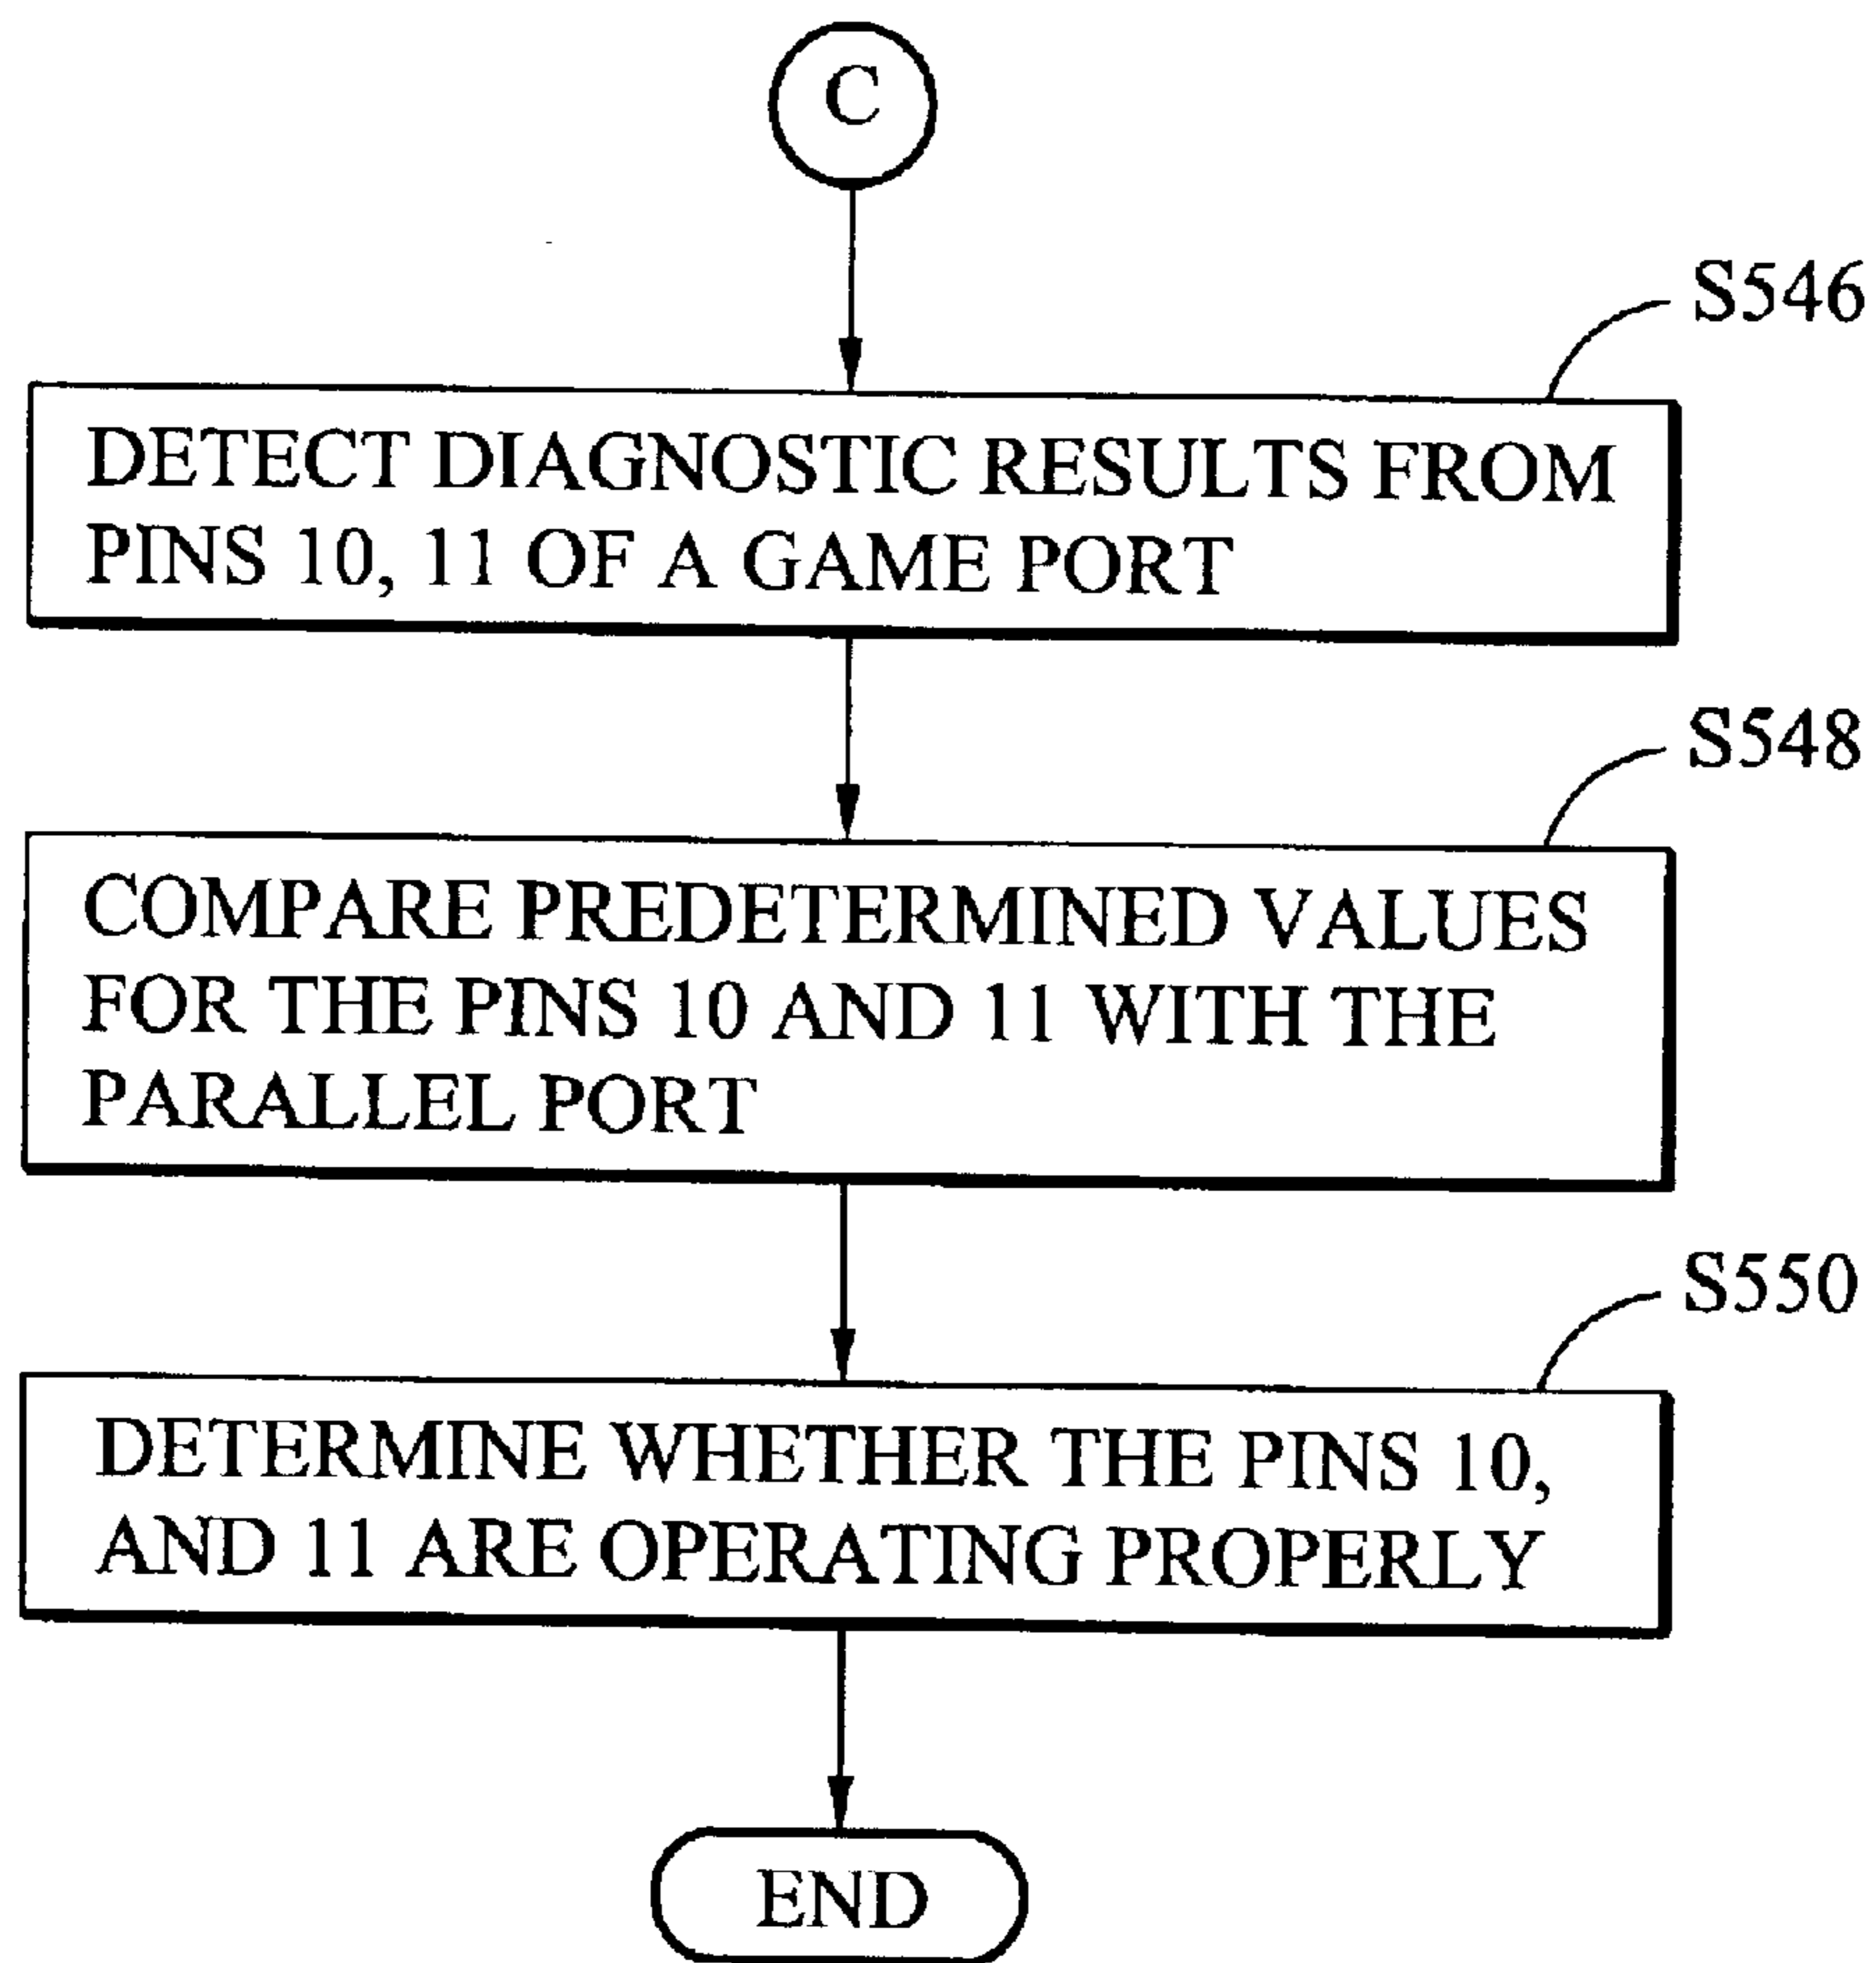 C
S546
DETECT DIAGNOSTIC RESULTS FROM
PINS 10, 11 OF A GAME PORT
S548
COMPARE PREDETERMINED VALUES
FOR THE PINS 10 AND 11 WITH THE
PARALLEL PORT
S550
DETERMINE WHETHER THE PINS 10,
AND 11 ARE OPERATING PROPERLY
END